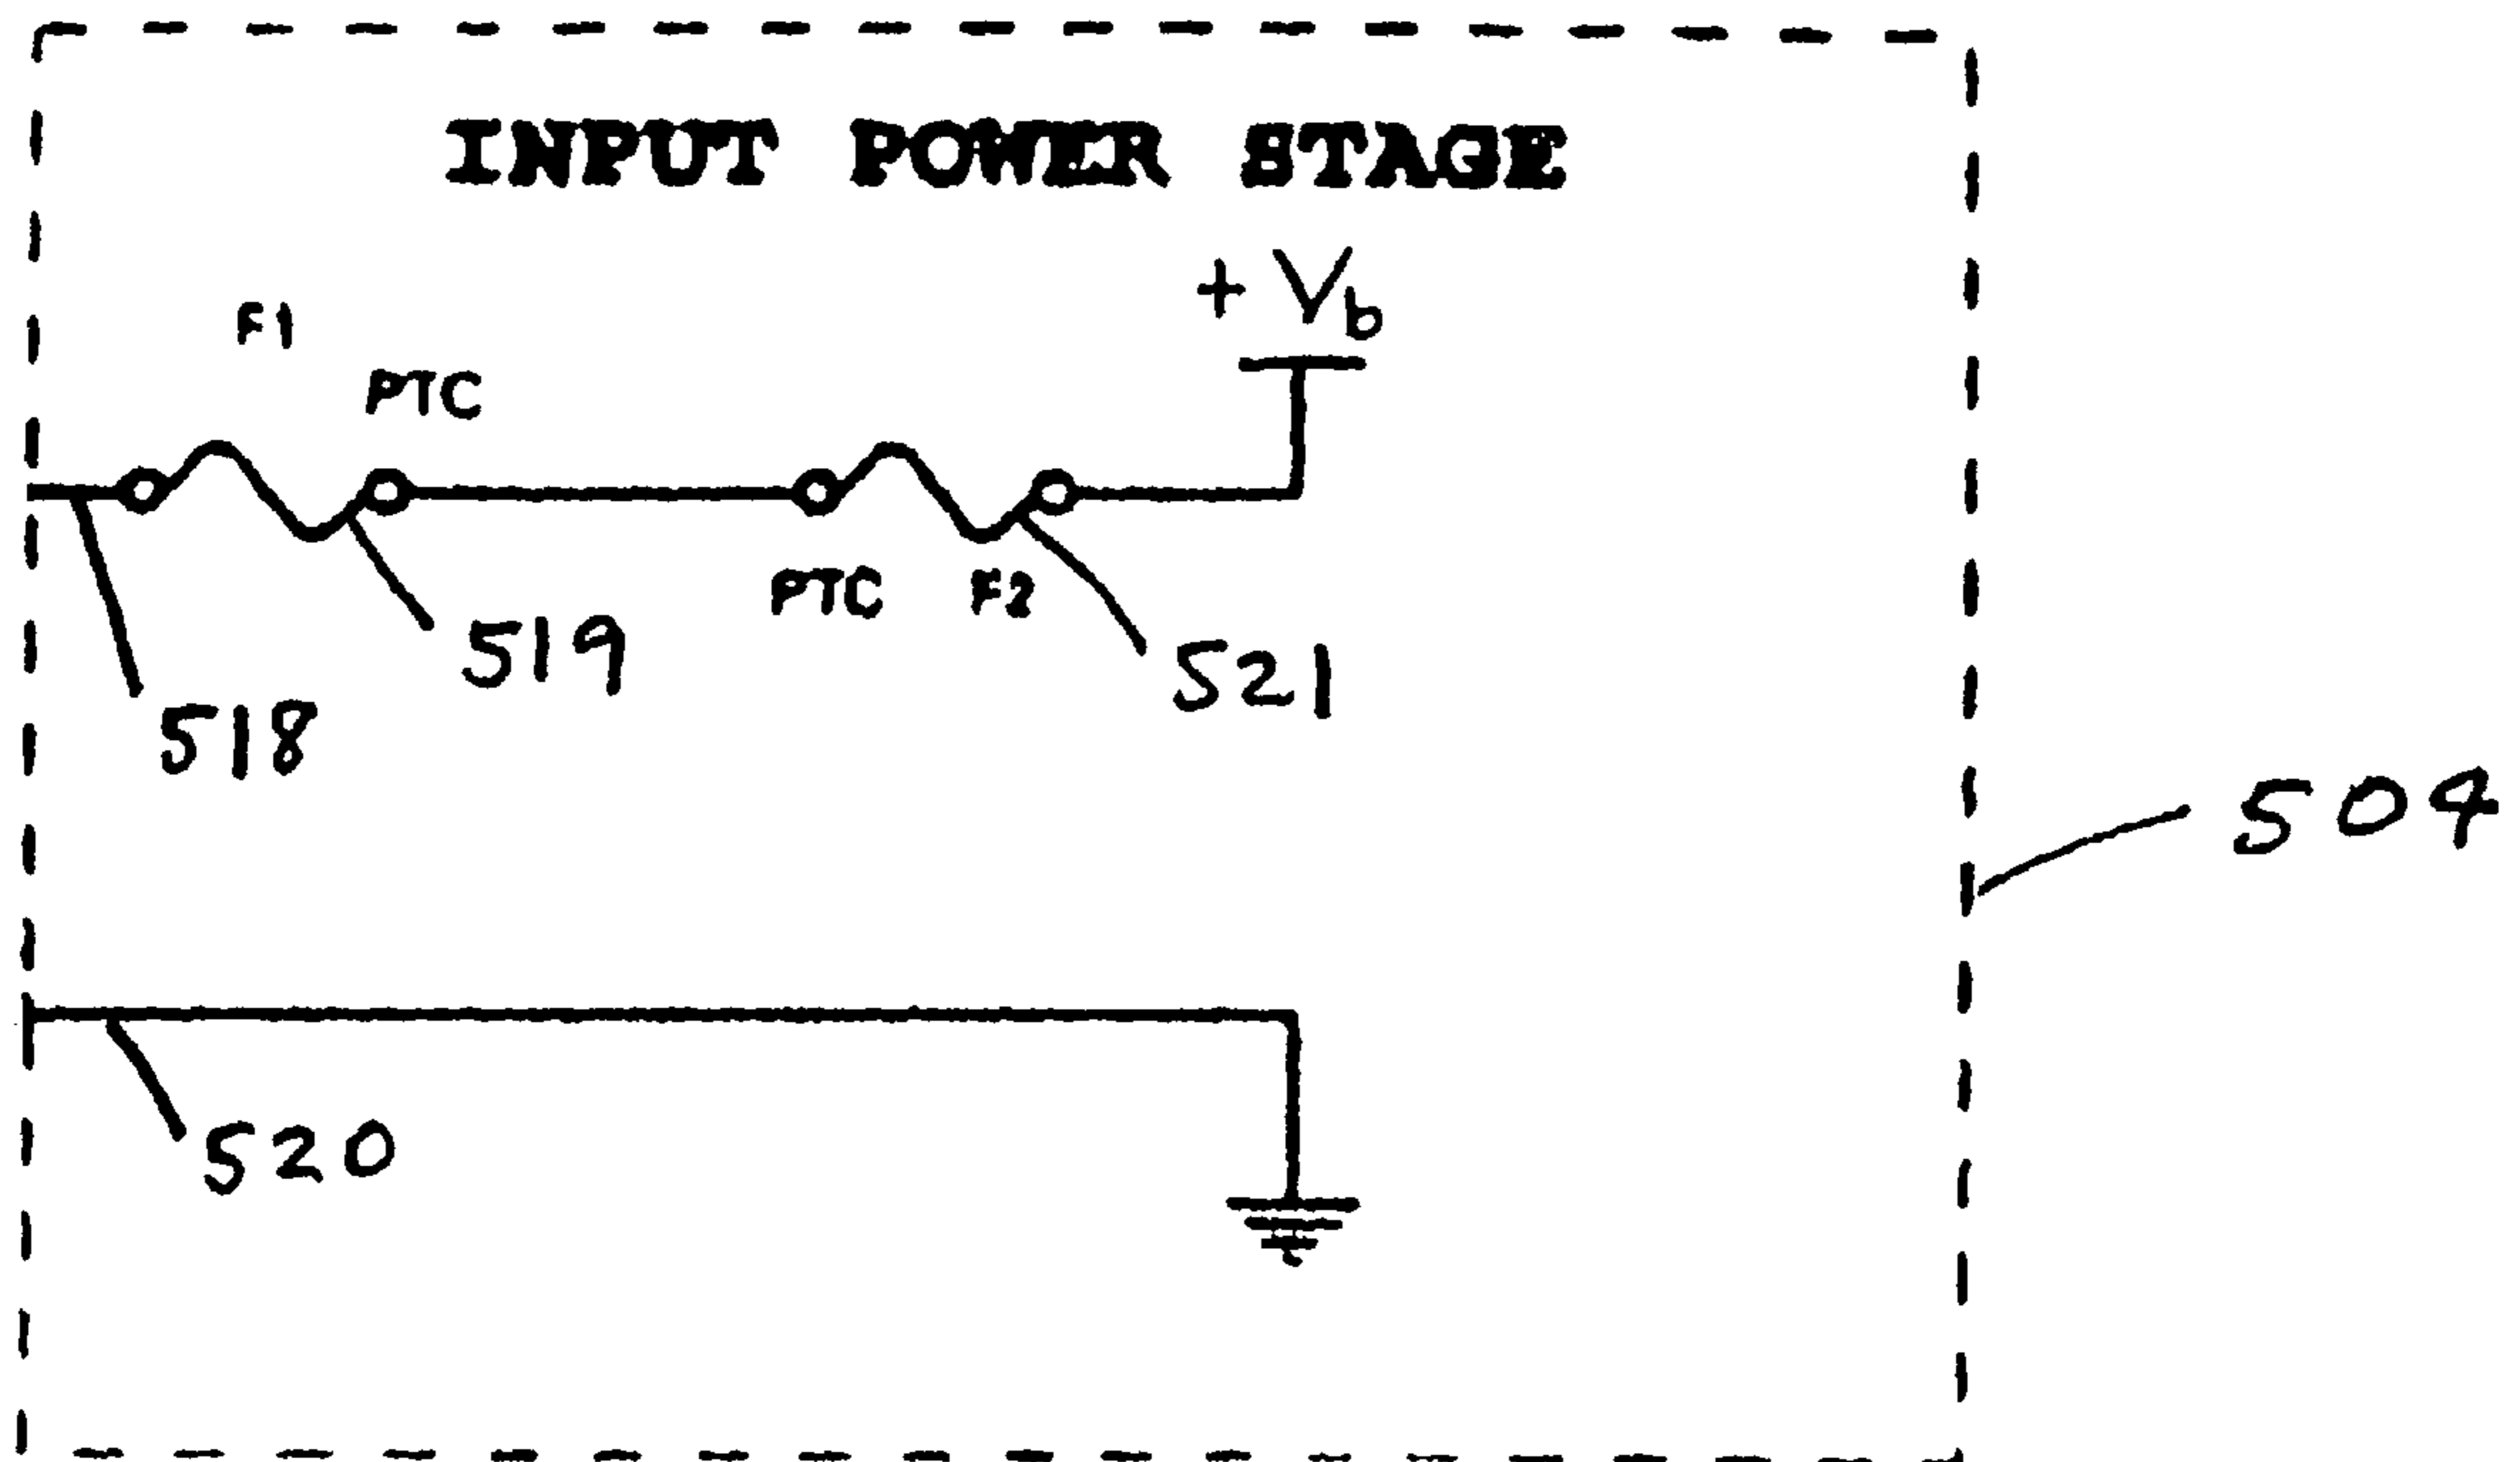 INPUT POWER STAGE
+ Vb
F1
PTC
PTC F2
519
521
518
504
520